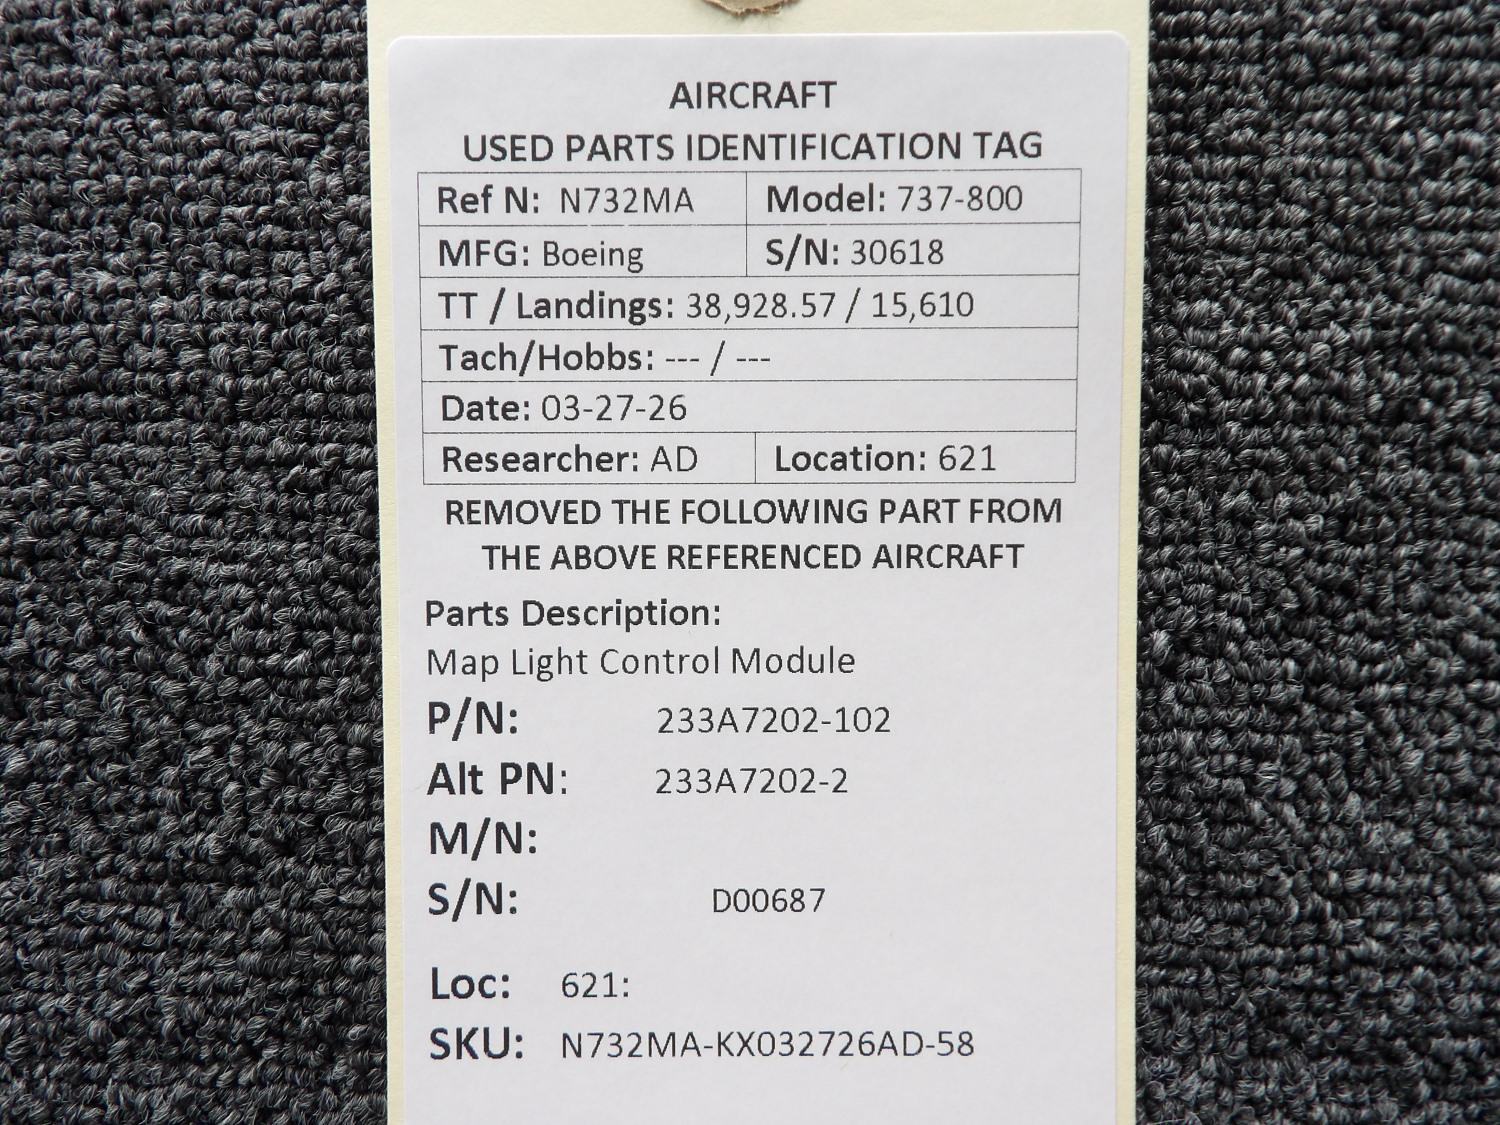 AIRCRAFT
USED PARTS IDENTIFICATION TAG
Ref N: N732MA Model: 737-800
MFG: Boeing S/N: 30618
TT / Landings: 38,928.57 / 15,610
Tach/Hobbs: --- / ---
Date: 03-27-26
Researcher: AD Location: 621
REMOVED THE FOLLOWING PART FROM
THE ABOVE REFERENCED AIRCRAFT
Parts Description:
Map Light Control Module
P/N: 233A7202-102
Alt PN: 233A7202-2
M/N:
S/N: D00687
Loc: 621:
SKU: N732MA-KX032726AD-58